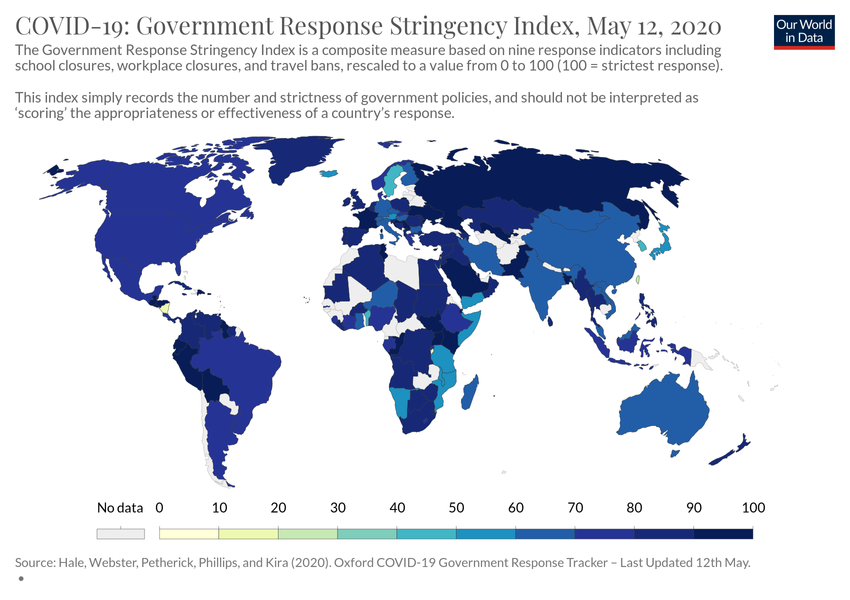 COVID-19: Government Response Stringency Index, May 12, 2020
Our World
in Data
The Government Response Stringency Index is a composite measure based on nine response indicators including
school closures, workplace closures, and travel bans, rescaled to a value from 0 to 100 (100 = strictest response).
This index simply records the number and strictness of government policies, and should not be interpreted as
‘scoring’ the appropriateness or effectiveness of a country’s response.
No data 0 10 20 30 40 50 60 70 80 90 100
Source: Hale, Webster, Petherick, Phillips, and Kira (2020). Oxford COVID-19 Government Response Tracker – Last Updated 12th May.
•